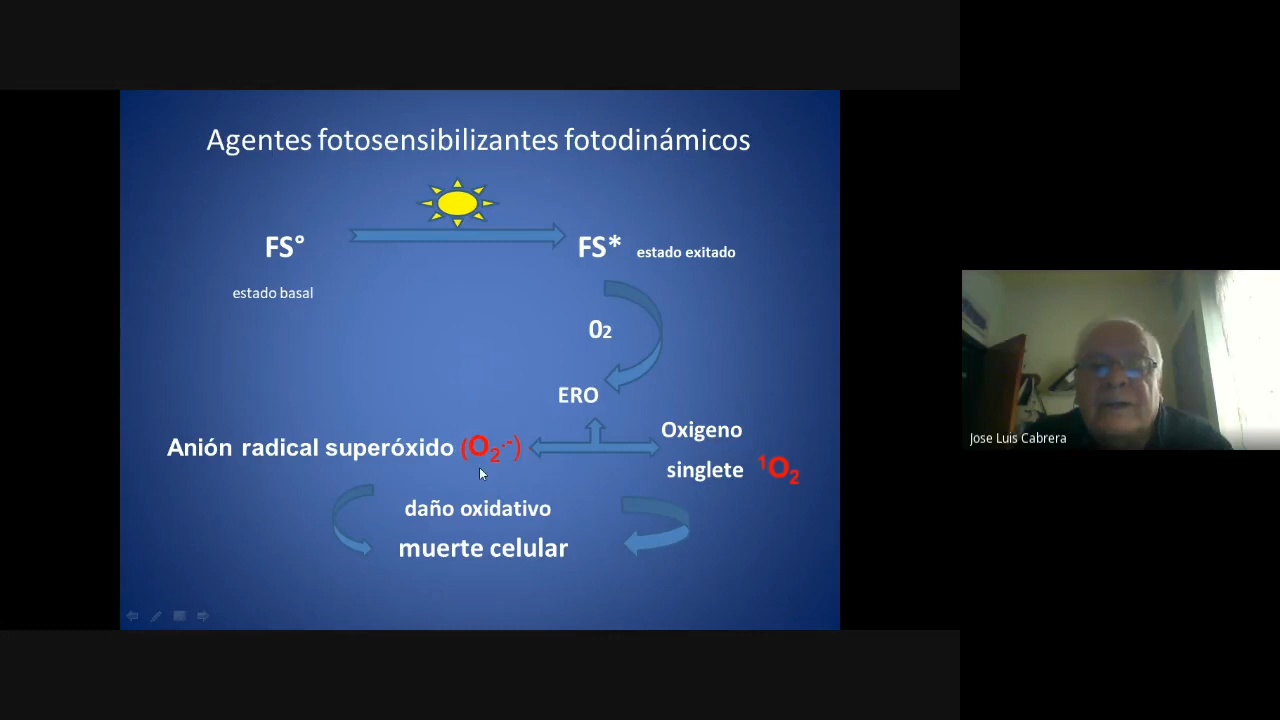 Agentes fotosensibilizantes fotodinámicos
FS°
FS* estado exitado
estado basal
02
ERO
Anión radical superóxido (O2·-)
Oxigeno
singlete 1O2
daño oxidativo
muerte celular
Jose Luis Cabrera